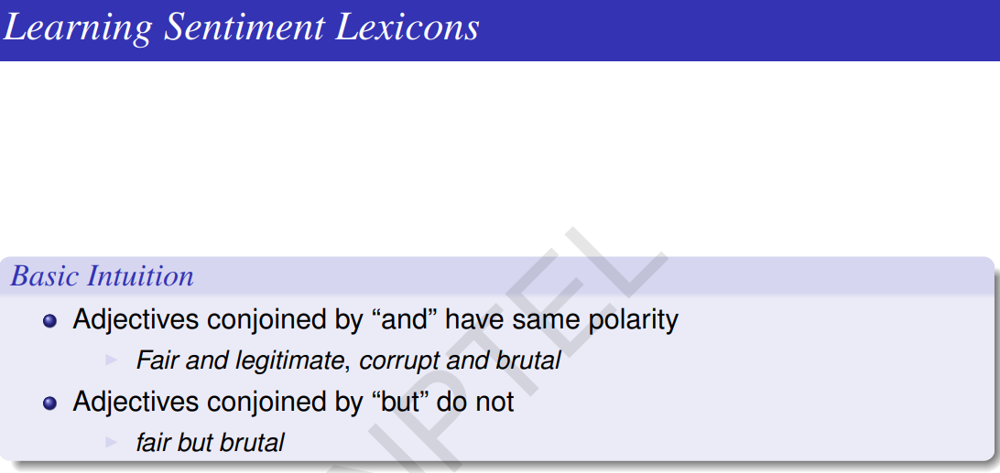 Learning Sentiment Lexicons
Basic Intuition
Adjectives conjoined by “and” have same polarity
Fair and legitimate, corrupt and brutal
Adjectives conjoined by “but” do not
fair but brutal
NPTEL